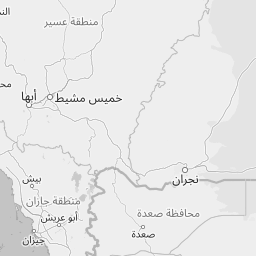 منطقة عسير
خميس مشيط
أبها
نجران
بيش
منطقة جازان
أبو عريش
جيزان
محافظة صعدة
صعدة